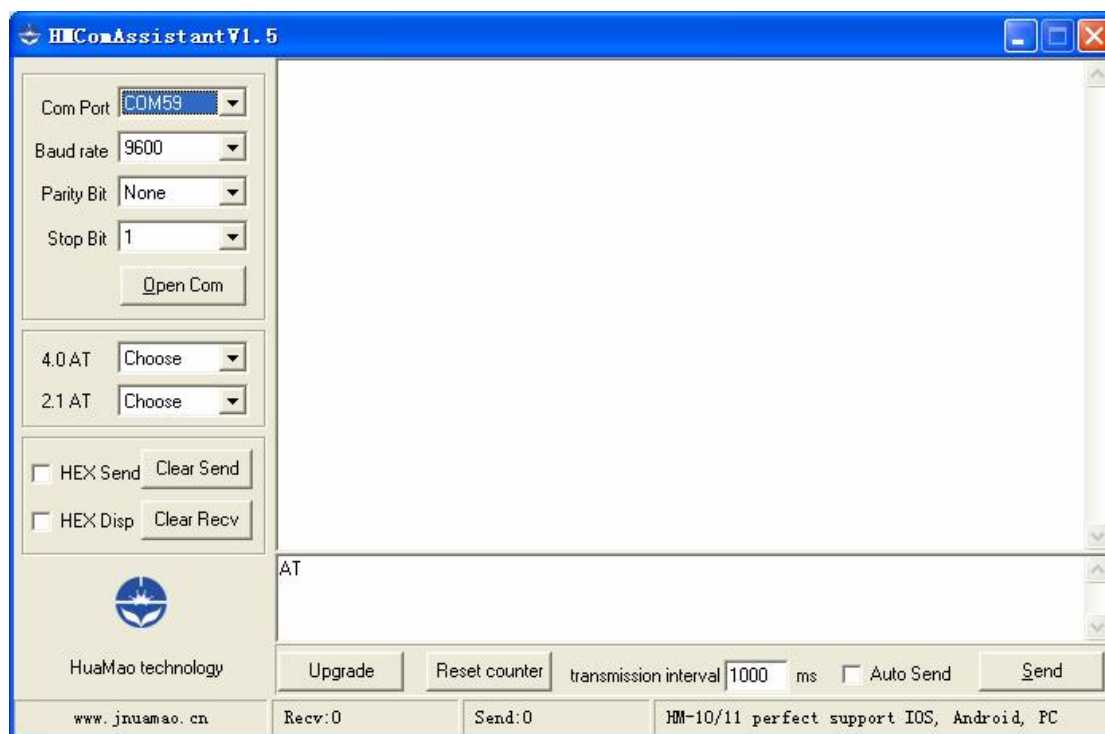 HMComAssistantV1.5
Com Port COM59
Baud rate 9600
Parity Bit None
Stop Bit 1
Open Com
4.0 AT Choose
2.1 AT Choose
HEX Send Clear Send
HEX Disp Clear Recv
AT
HuaMao technology
Upgrade Reset counter transmission interval 1000 ms Auto Send Send
www.jnuamao.cn Recv:0 Send:0 HM-10/11 perfect support IOS, Android, PC